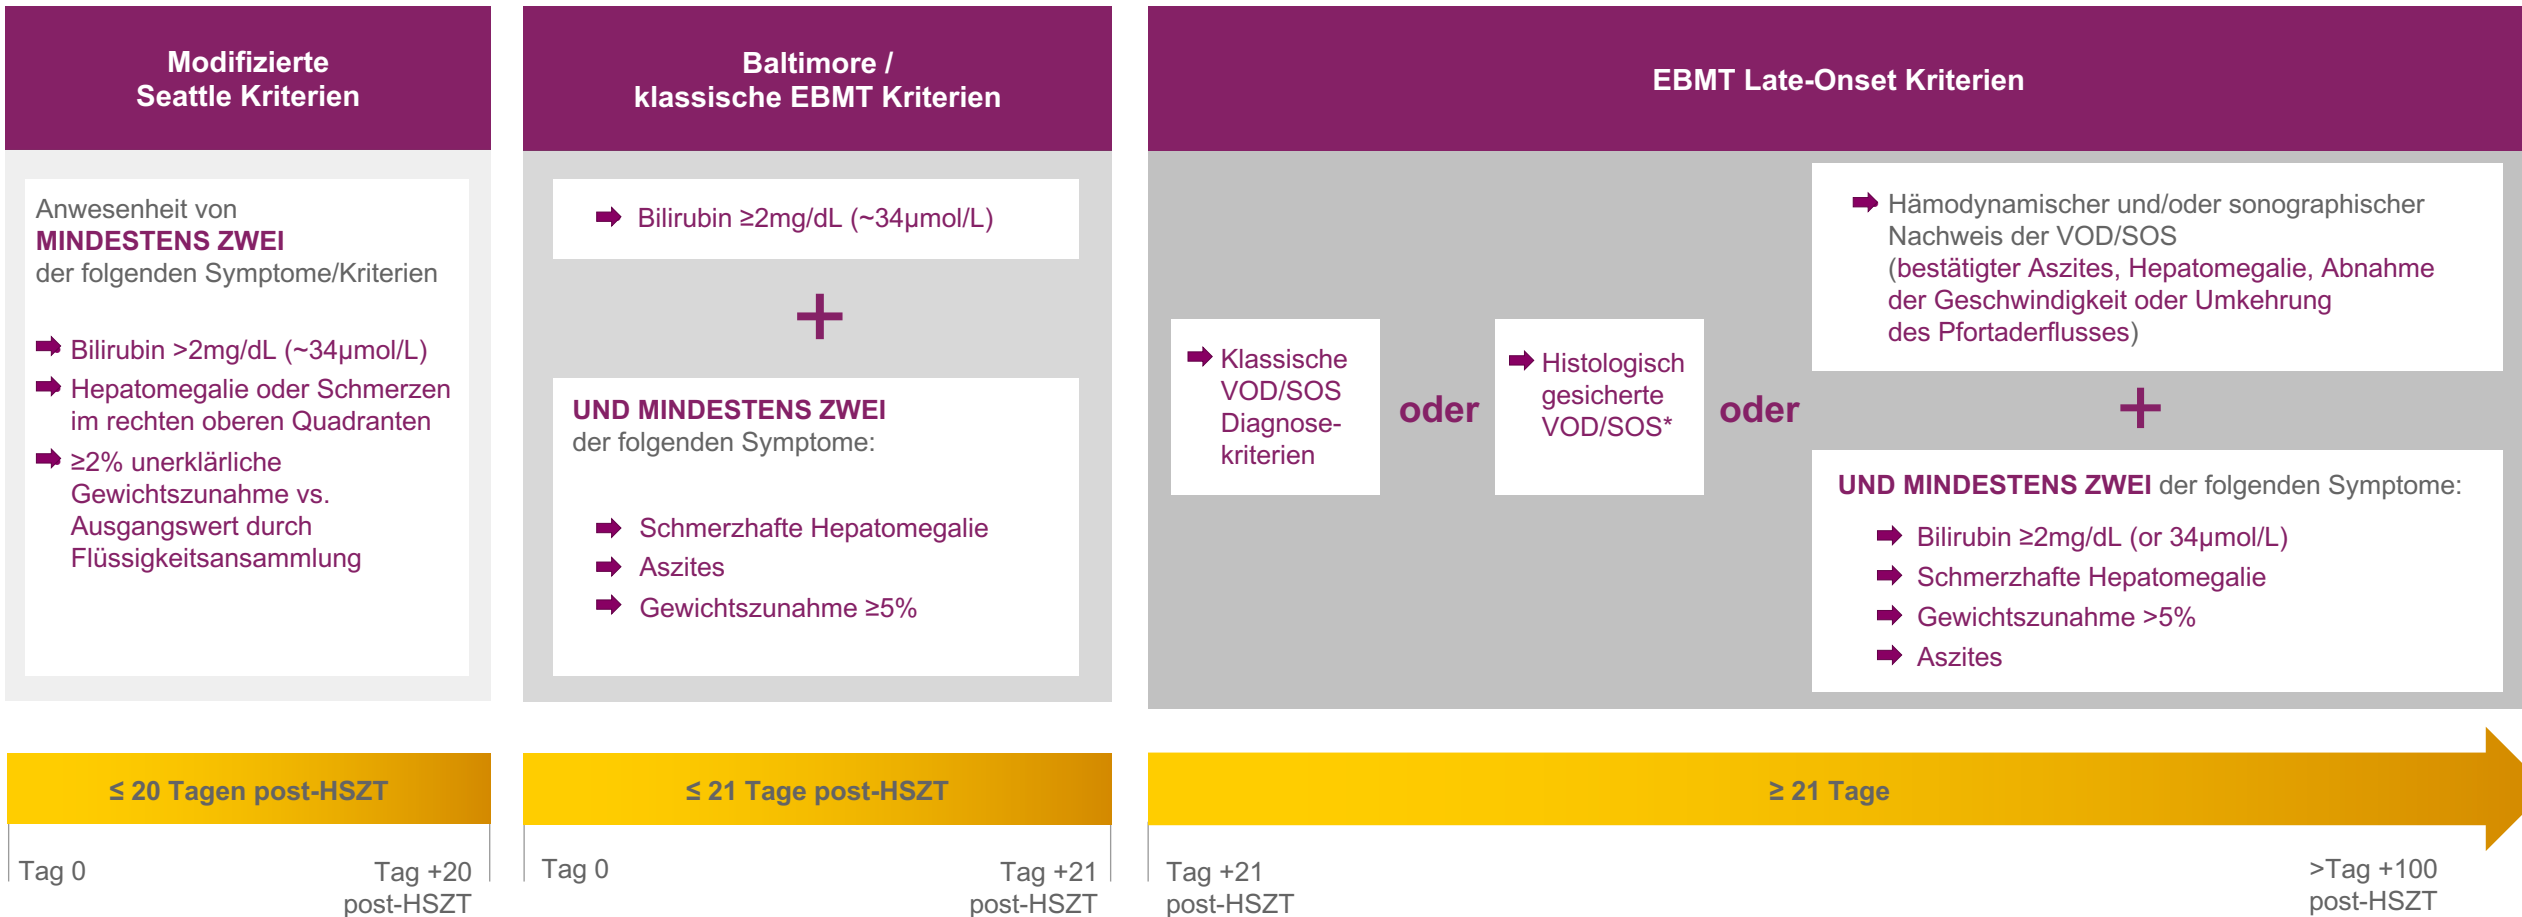 Modifizierte
Seattle Kriterien
Anwesenheit von
MINDESTENS ZWEI
der folgenden Symptome/Kriterien
Bilirubin >2mg/dL (~34µmol/L)
Hepatomegalie oder Schmerzen
im rechten oberen Quadranten
≥2% unerklärliche
Gewichtszunahme vs.
Ausgangswert durch
Flüssigkeitsansammlung
≤ 20 Tagen post-HSZT
Tag 0
Tag +20
post-HSZT
Baltimore /
klassische EBMT Kriterien
Bilirubin ≥2mg/dL (~34µmol/L)
+
UND MINDESTENS ZWEI
der folgenden Symptome:
Schmerzhafte Hepatomegalie
Aszites
Gewichtszunahme ≥5%
≤ 21 Tage post-HSZT
Tag 0
Tag +21
post-HSZT
EBMT Late-Onset Kriterien
Klassische
VOD/SOS
Diagnose-
kriterien
oder
Histologisch
gesicherte
VOD/SOS*
oder
Hämodynamischer und/oder sonographischer
Nachweis der VOD/SOS
(bestätigter Aszites, Hepatomegalie, Abnahme
der Geschwindigkeit oder Umkehrung
des Pfortaderflusses)
+
UND MINDESTENS ZWEI der folgenden Symptome:
Bilirubin ≥2mg/dL (or 34µmol/L)
Schmerzhafte Hepatomegalie
Gewichtszunahme >5%
Aszites
≥ 21 Tage
Tag +21
post-HSZT
>Tag +100
post-HSZT